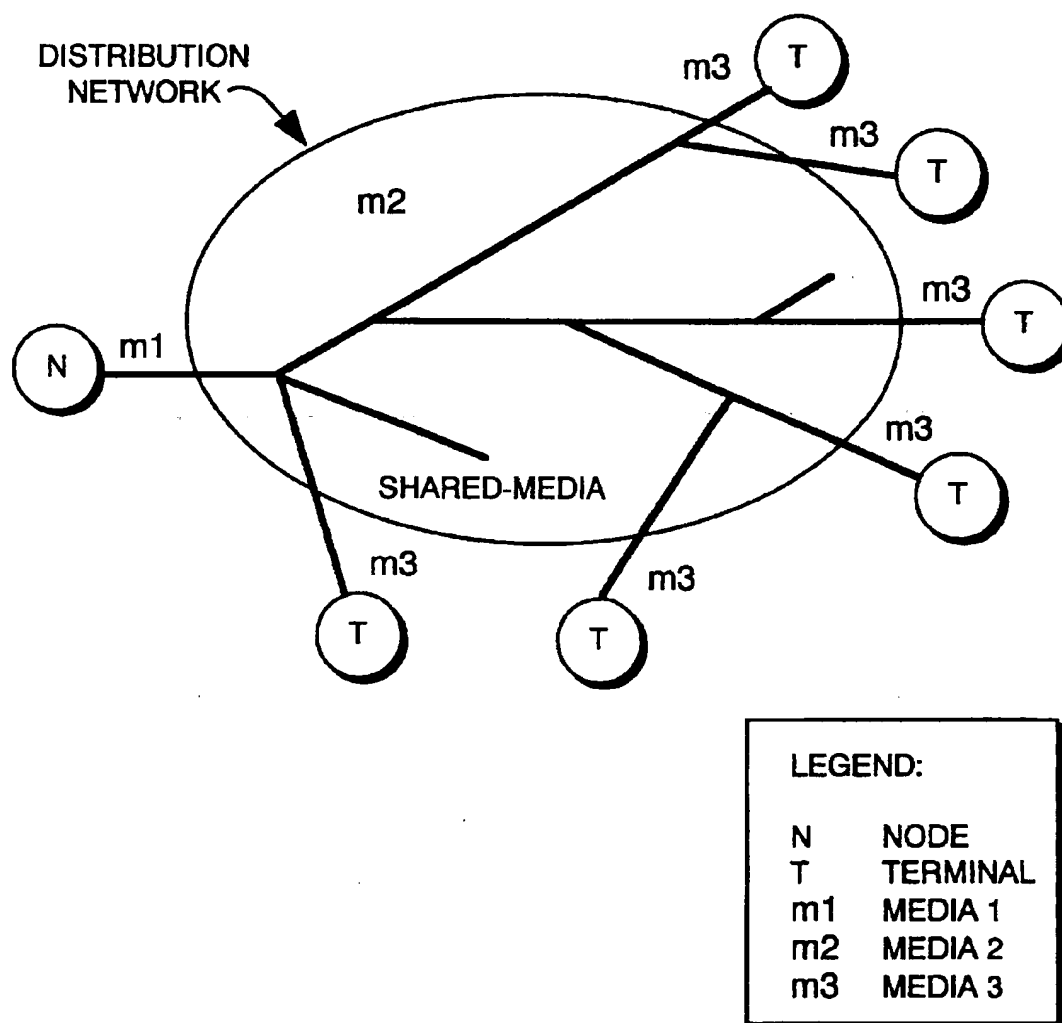 DISTRIBUTION
NETWORK
m3
T
m3
T
m2
m3
T
N
m1
m3
T
SHARED-MEDIA
m3
T
m3
T
LEGEND:
N NODE
T TERMINAL
m1 MEDIA 1
m2 MEDIA 2
m3 MEDIA 3